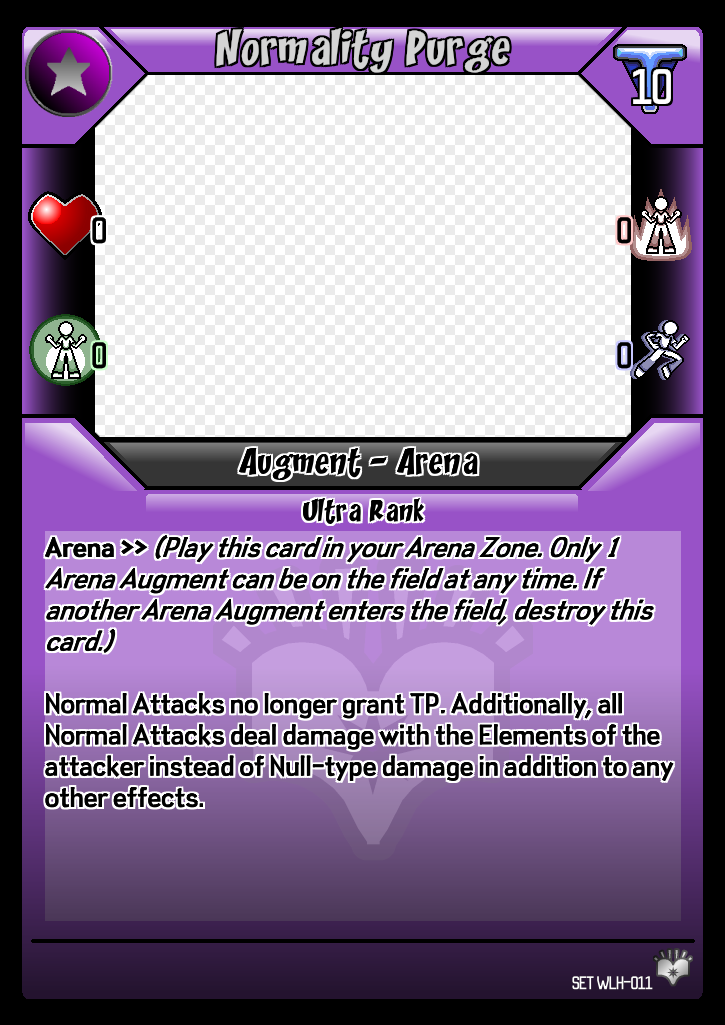 Normality Purge
10
0
0
0
0
Augment - Arena
Ultra Rank
Arena >> (Play this card in your Arena Zone. Only 1
Arena Augment can be on the field at any time. If
another Arena Augment enters the field, destroy this
card.)
Normal Attacks no longer grant TP. Additionally, all
Normal Attacks deal damage with the Elements of the
attacker instead of Null-type damage in addition to any
other effects.
SET WLH-011